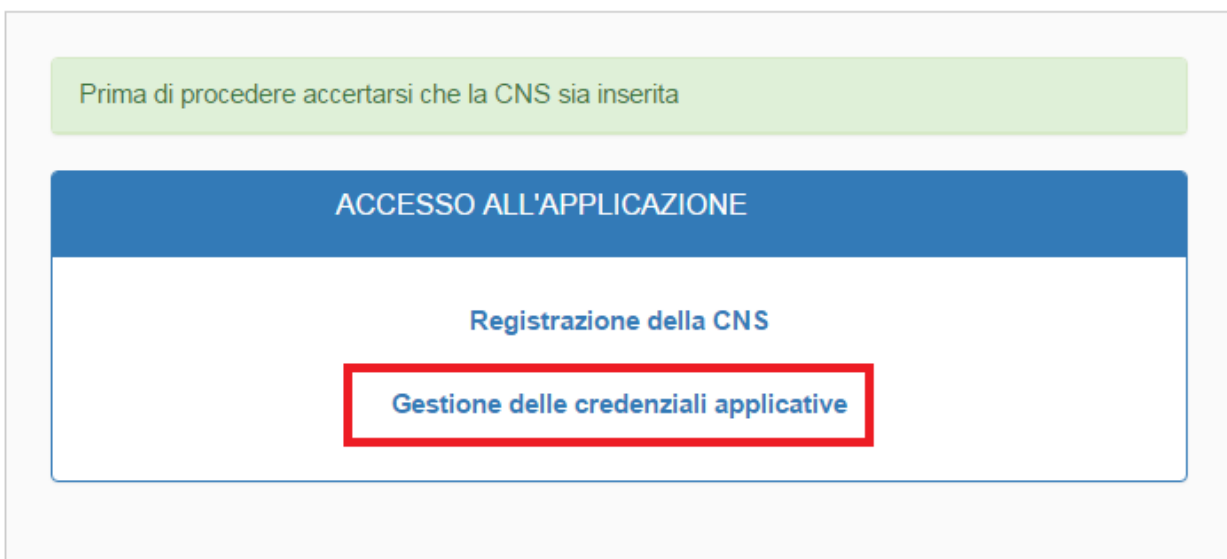 Prima di procedere accertarsi che la CNS sia inserita
ACCESSO ALL'APPLICAZIONE
Registrazione della CNS
Gestione delle credenziali applicative